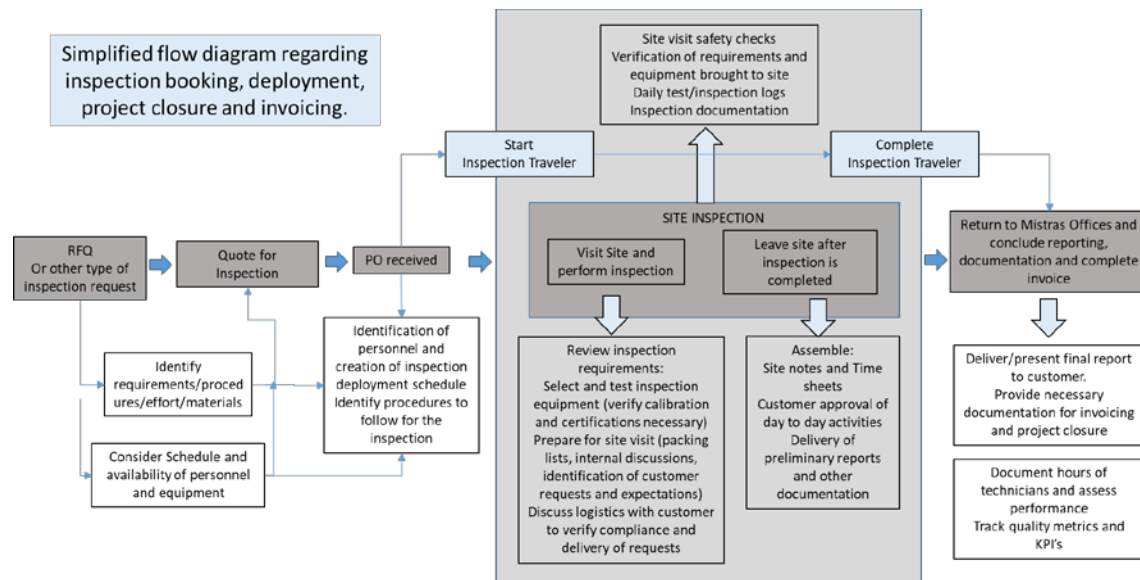 Simplified flow diagram regarding
inspection booking, deployment,
project closure and invoicing.
Site visit safety checks
Verification of requirements and
equipment brought to site
Daily test/inspection logs
Inspection documentation
Start
Inspection Traveler
Complete
Inspection Traveler
SITE INSPECTION
Visit Site and
perform inspection
Leave site after
inspection is
completed
RFQ
Or other type of
inspection request
Quote for
Inspection
PO received
Return to Mistras Offices and
conclude reporting,
documentation and complete
invoice
Identify
requirements/proced
ures/effort/materials
Consider Schedule and
availability of personnel
and equipment
Identification of
personnel and
creation of inspection
deployment schedule
Identify procedures to
follow for the
inspection
Review inspection
requirements:
Select and test inspection
equipment (verify calibration
and certifications necessary)
Prepare for site visit (packing
lists, internal discussions,
identification of customer
requests and expectations)
Discuss logistics with customer
to verify compliance and
delivery of requests
Assemble:
Site notes and Time
sheets
Customer approval of
day to day activities
Delivery of
preliminary reports
and other
documentation
Deliver/present final report
to customer.
Provide necessary
documentation for invoicing
and project closure
Document hours of
technicians and assess
performance
Track quality metrics and
KPI's